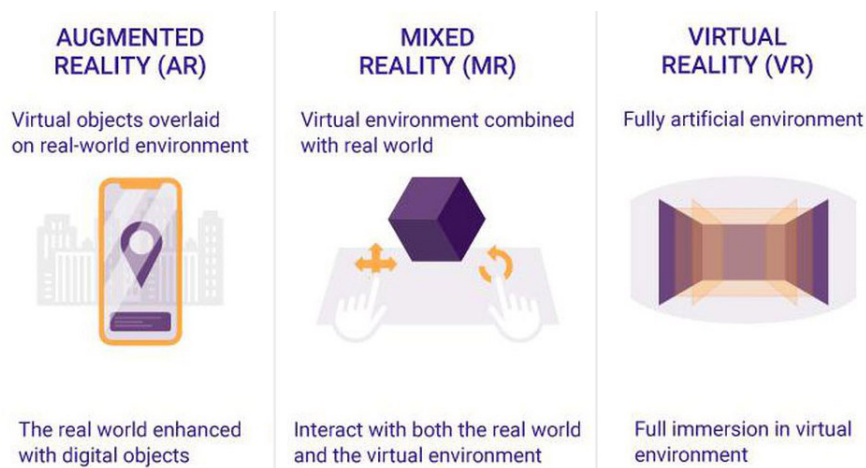 AUGMENTED
REALITY (AR)
Virtual objects overlaid
on real-world environment
The real world enhanced
with digital objects
MIXED
REALITY (MR)
Virtual environment combined
with real world
Interact with both the real world
and the virtual environment
VIRTUAL
REALITY (VR)
Fully artificial environment
Full immersion in virtual
environment